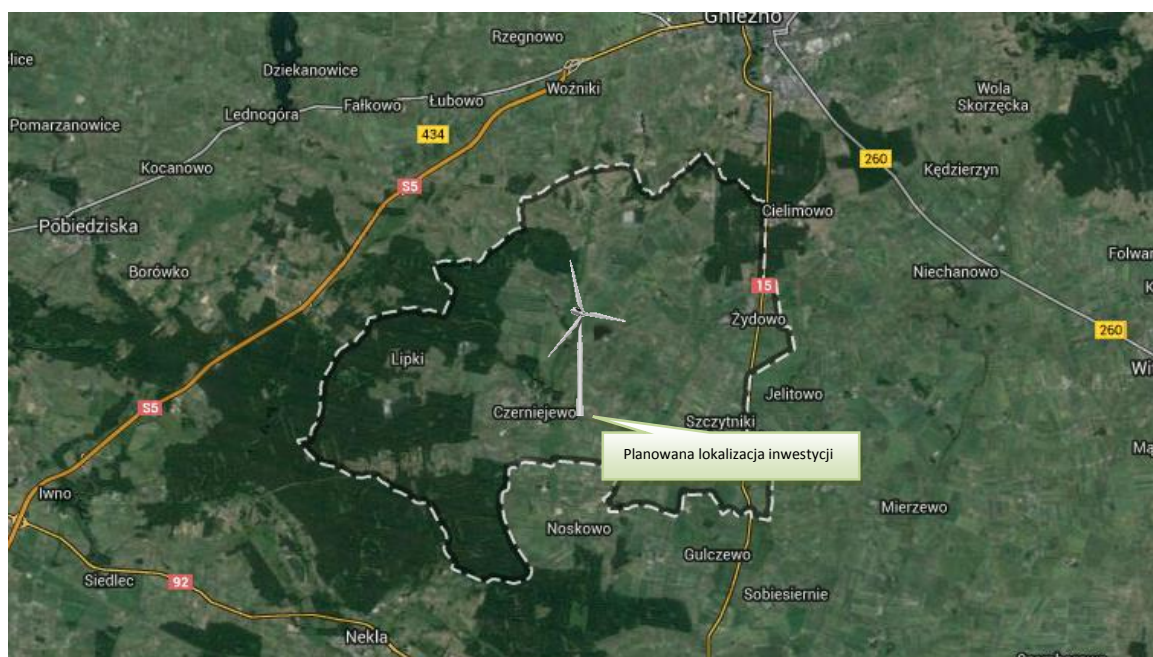 Gniezno
Rzegnowo
Dziekanowice
Woźniki
Wola
Skorzęcka
Łubowo
Fałkowo
Lednogóra
Pomarzanowice
434
260
Kocanowo
Kędzierzyn
S5
Cielimowo
Pobiedziska
Borówko
Niechanowo
15
Żydowo
260
Lipki
Jelitowo
S5
Czerniejewo
Szczytniki
Planowana lokalizacja inwestycji
Iwno
Mierzewo
Noskowo
Gulczewo
Siedlec
92
Sobiesiernie
Nekla